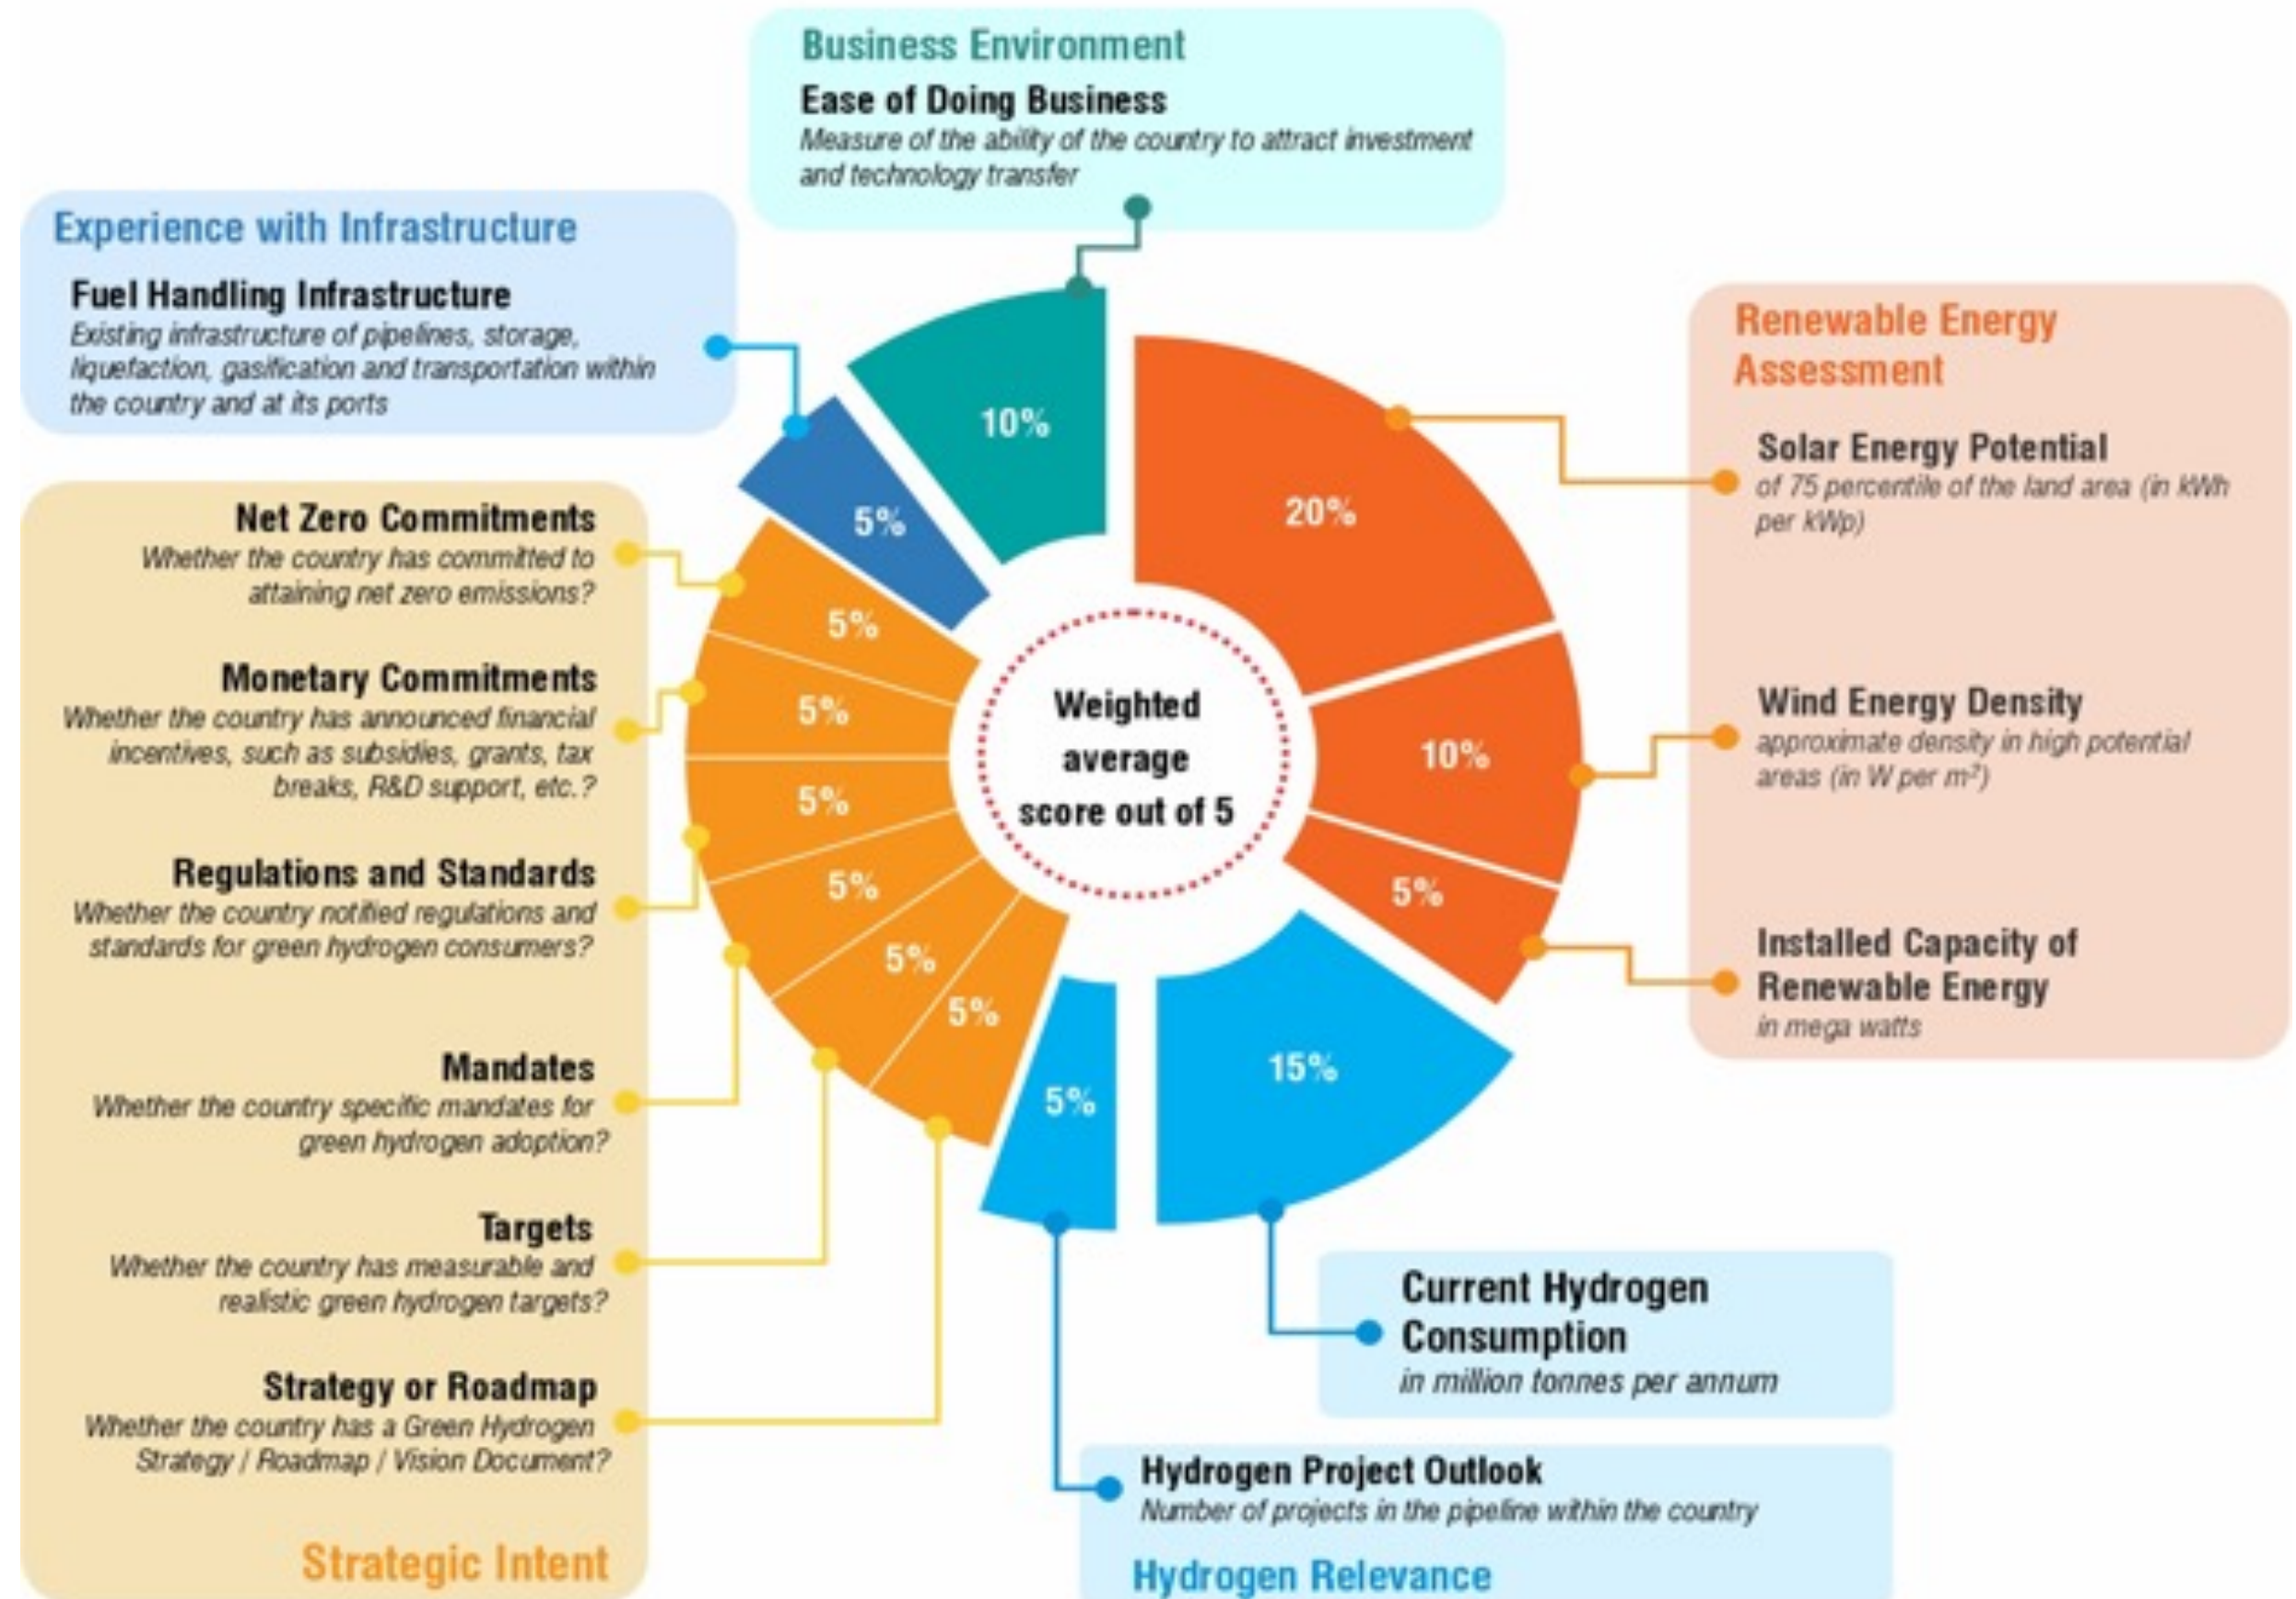 Business Environment
Ease of Doing Business
Measure of the ability of the country to attract investment
and technology transfer
Experience with Infrastructure
Fuel Handling Infrastructure
Existing infrastructure of pipelines, storage,
liquefaction, gasification and transportation within
the country and at its ports
Net Zero Commitments
Whether the country has committed to
attaining net zero emissions?
Monetary Commitments
Whether the country has announced financial
incentives, such as subsidies, grants, tax
breaks, R&D support, etc.?
Regulations and Standards
Whether the country notified regulations and
standards for green hydrogen consumers?
Mandates
Whether the country specific mandates for
green hydrogen adoption?
Targets
Whether the country has measurable and
realistic green hydrogen targets?
Strategy or Roadmap
Whether the country has a Green Hydrogen
Strategy / Roadmap / Vision Document?
Strategic Intent
10%
5%
5%
5%
5%
5%
5%
5%
5%
15%
5%
10%
20%
Weighted
average
score out of 5
Renewable Energy
Assessment
Solar Energy Potential
of 75 percentile of the land area (in kWh
per kWp)
Wind Energy Density
approximate density in high potential
areas (in W per m²)
Installed Capacity of
Renewable Energy
in mega watts
Current Hydrogen
Consumption
in million tonnes per annum
Hydrogen Project Outlook
Number of projects in the pipeline within the country
Hydrogen Relevance